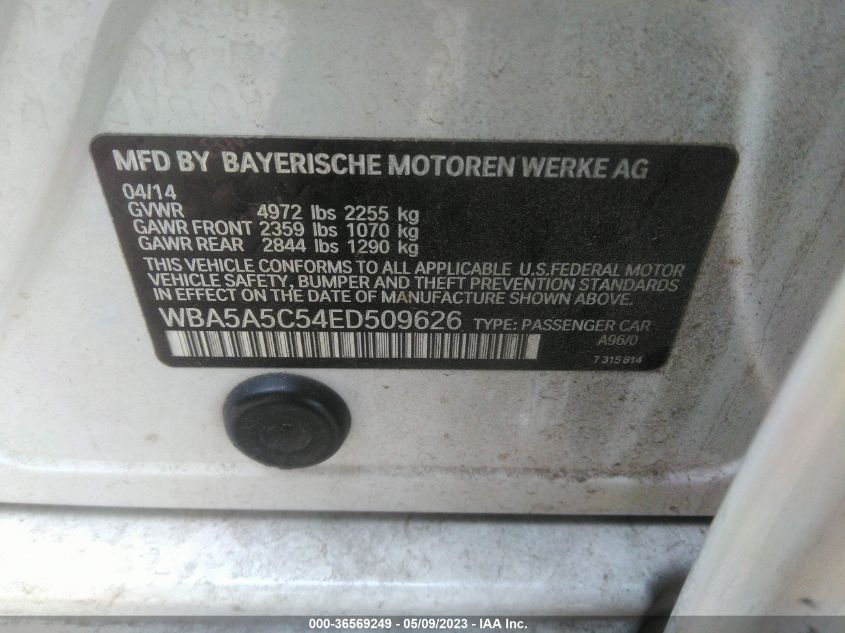 MFD BY BAYERISCHE MOTOREN WERKE AG
04/14
GVWR 4972 lbs 2255 kg
GAWR FRONT 2359 lbs 1070 kg
GAWR REAR 2844 lbs 1290 kg
THIS VEHICLE CONFORMS TO ALL APPLICABLE U.S.FEDERAL MOTOR
VEHICLE SAFETY, BUMPER AND THEFT PREVENTION STANDARDS
IN EFFECT ON THE DATE OF MANUFACTURE SHOWN ABOVE.
WBA5A5C54ED509626 TYPE: PASSENGER CAR
A96/0
7 315 814
000-36569249 - 05/09/2023 - IAA Inc.